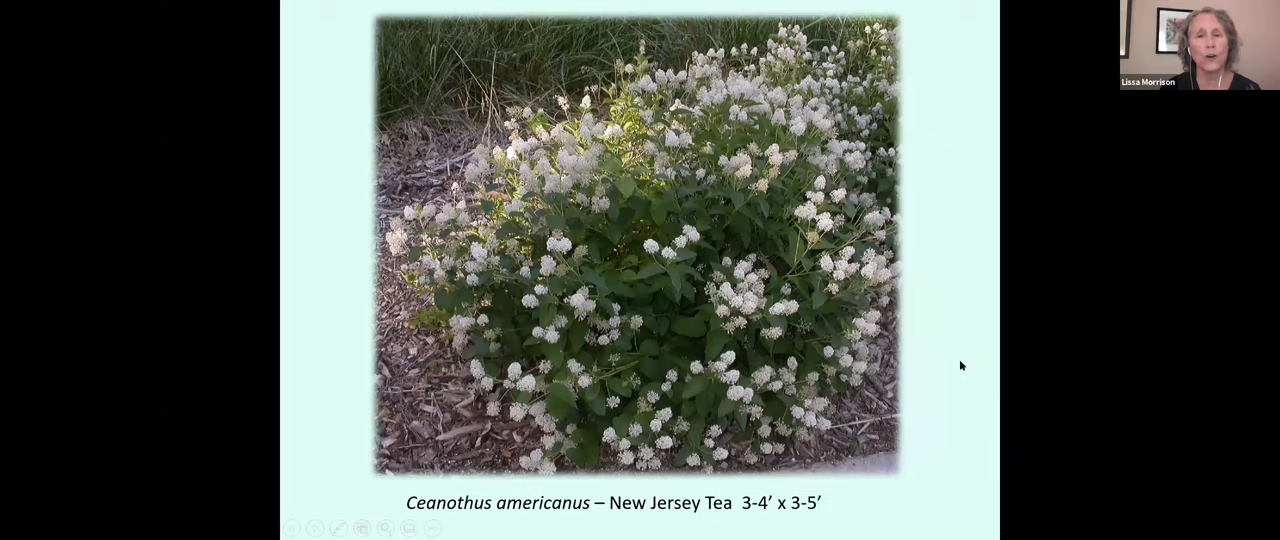 Lissa Morrison
Ceanothus americanus – New Jersey Tea 3-4’ x 3-5’